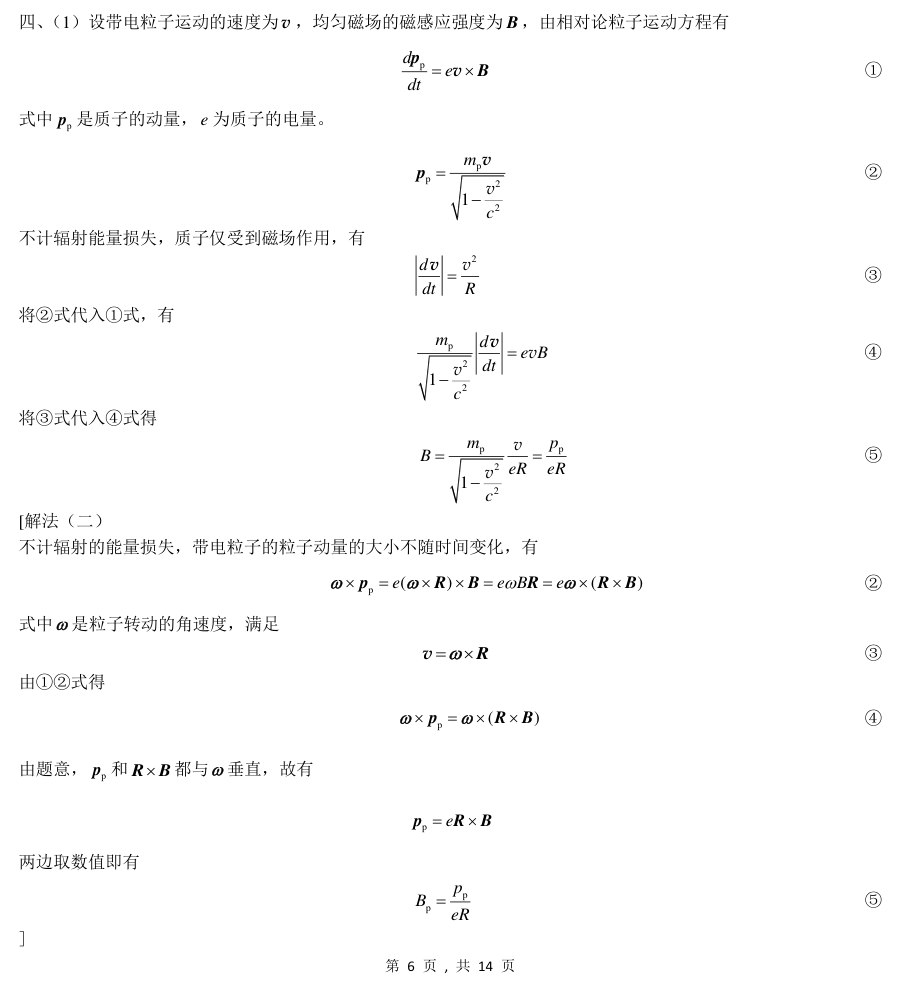 四、（1）设带电粒子运动的速度为 v ，均匀磁场的磁感应强度为 B ，由相对论粒子运动方程有
dp_p/dt = ev × B ①
式中 p_p 是质子的动量， e 为质子的电量。
p_p = m_p v / √(1 − v²/c²) ②
不计辐射能量损失，质子仅受到磁场作用，有
|dv/dt| = v²/R ③
将②式代入①式，有
m_p / √(1 − v²/c²) |dv/dt| = evB ④
将③式代入④式得
B = m_p / √(1 − v²/c²) v/eR = p_p/eR ⑤
[解法（二）
不计辐射的能量损失，带电粒子的粒子动量的大小不随时间变化，有
ω × p_p = e(ω × R) × B = eωBR = eω × (R × B) ②
式中 ω 是粒子转动的角速度，满足
v = ω × R ③
由①②式得
ω × p_p = ω × (R × B) ④
由题意， p_p 和 R × B 都与 ω 垂直，故有
p_p = eR × B
两边取数值即有
B_p = p_p/eR ⑤
]
第 6 页，共 14 页